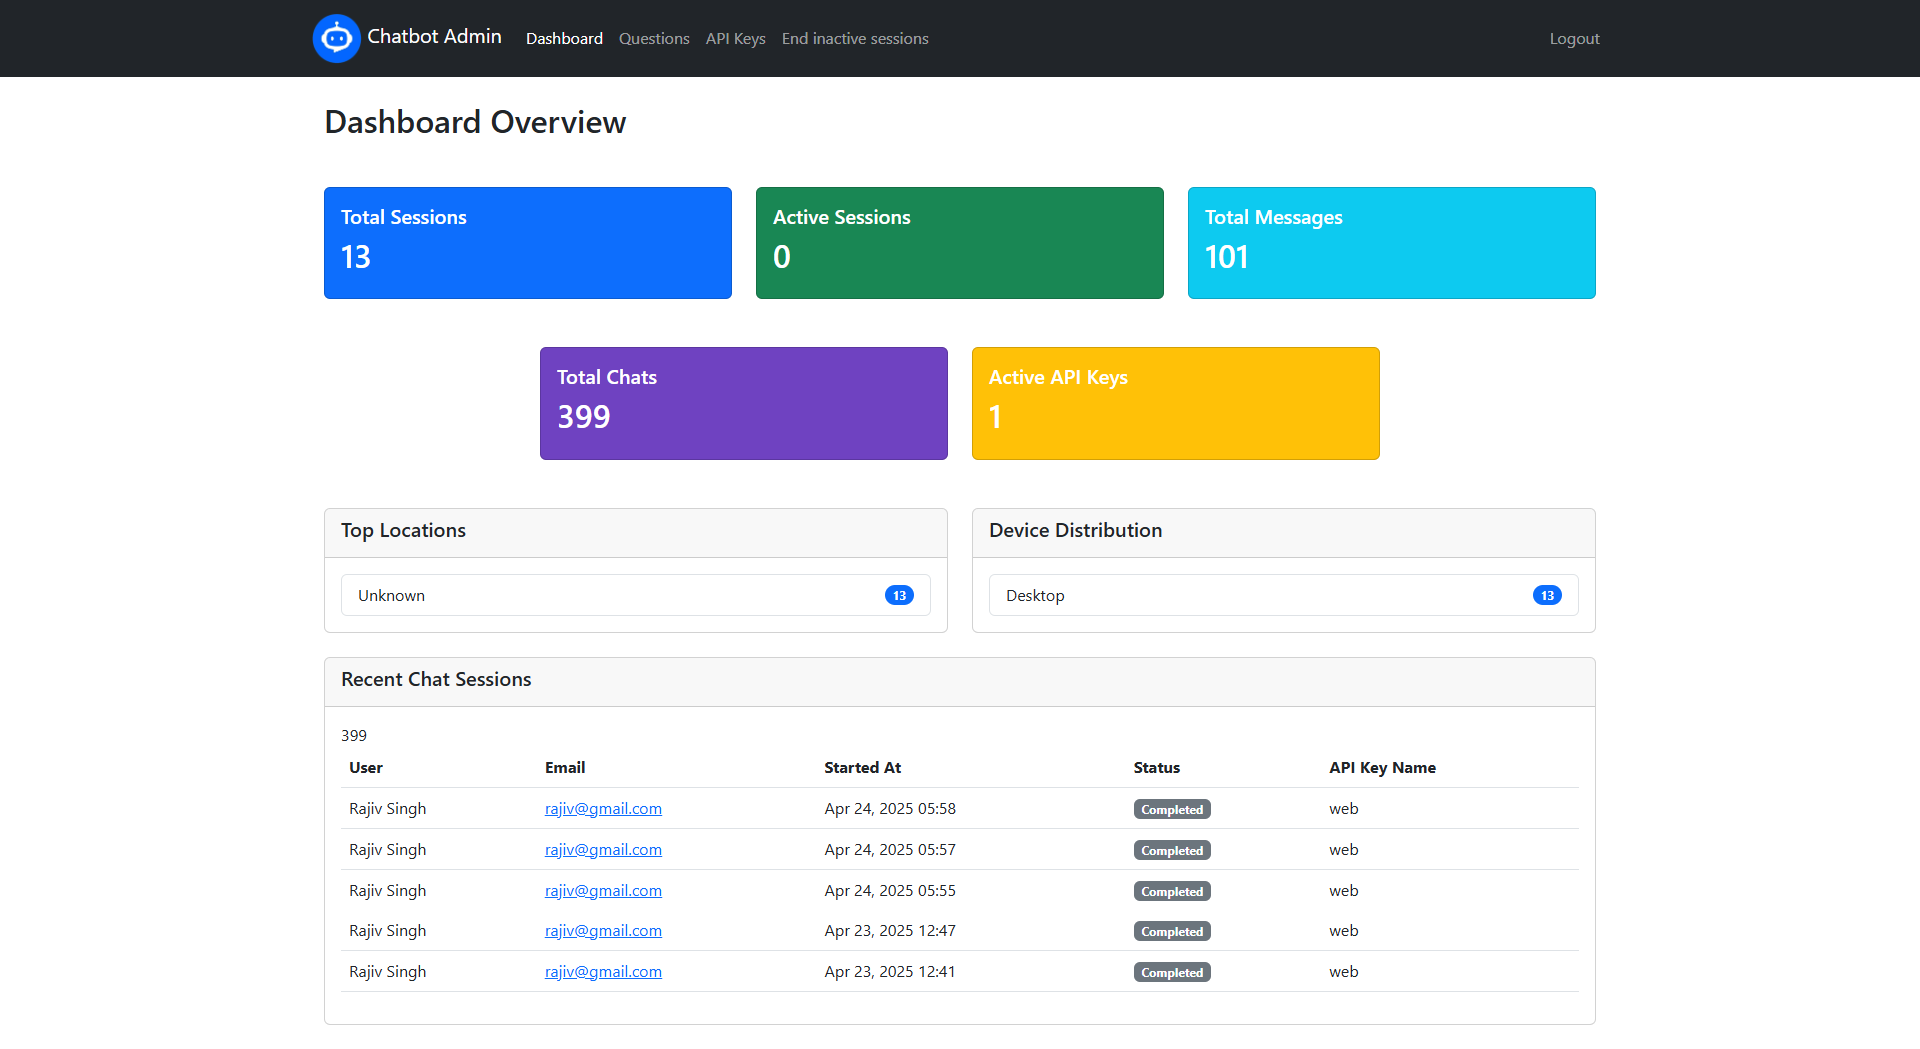 Chatbot Admin Dashboard Questions API Keys End inactive sessions Logout
Dashboard Overview
Total Sessions
13
Active Sessions
0
Total Messages
101
Total Chats
399
Active API Keys
1
Top Locations
Unknown 13
Device Distribution
Desktop 13
Recent Chat Sessions
399
User Email Started At Status API Key Name
Rajiv Singh rajiv@gmail.com Apr 24, 2025 05:58 Completed web
Rajiv Singh rajiv@gmail.com Apr 24, 2025 05:57 Completed web
Rajiv Singh rajiv@gmail.com Apr 24, 2025 05:55 Completed web
Rajiv Singh rajiv@gmail.com Apr 23, 2025 12:47 Completed web
Rajiv Singh rajiv@gmail.com Apr 23, 2025 12:41 Completed web